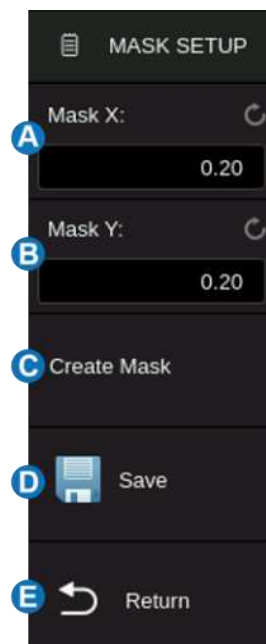 MASK SETUP
Mask X:
A
0.20
Mask Y:
B
0.20
C Create Mask
D Save
E Return